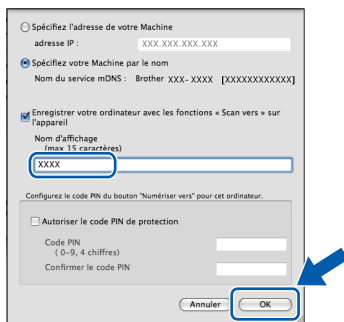 Spécifiez l'adresse de votre Machine
adresse IP : XXX.XXX.XXX.XXX
Spécifiez votre Machine par le nom
Nom du service mDNS : Brother XXX-XXXX [XXXXXXXXXXXX]
Enregistrer votre ordinateur avec les fonctions « Scan vers » sur
l'appareil
Nom d'affichage
(max 15 caractères)
XXXX
Configurez le code PIN du bouton "Numériser vers" pour cet ordinateur.
Autoriser le code PIN de protection
Code PIN
( 0–9, 4 chiffres)
Confirmer le code PIN
Annuler OK